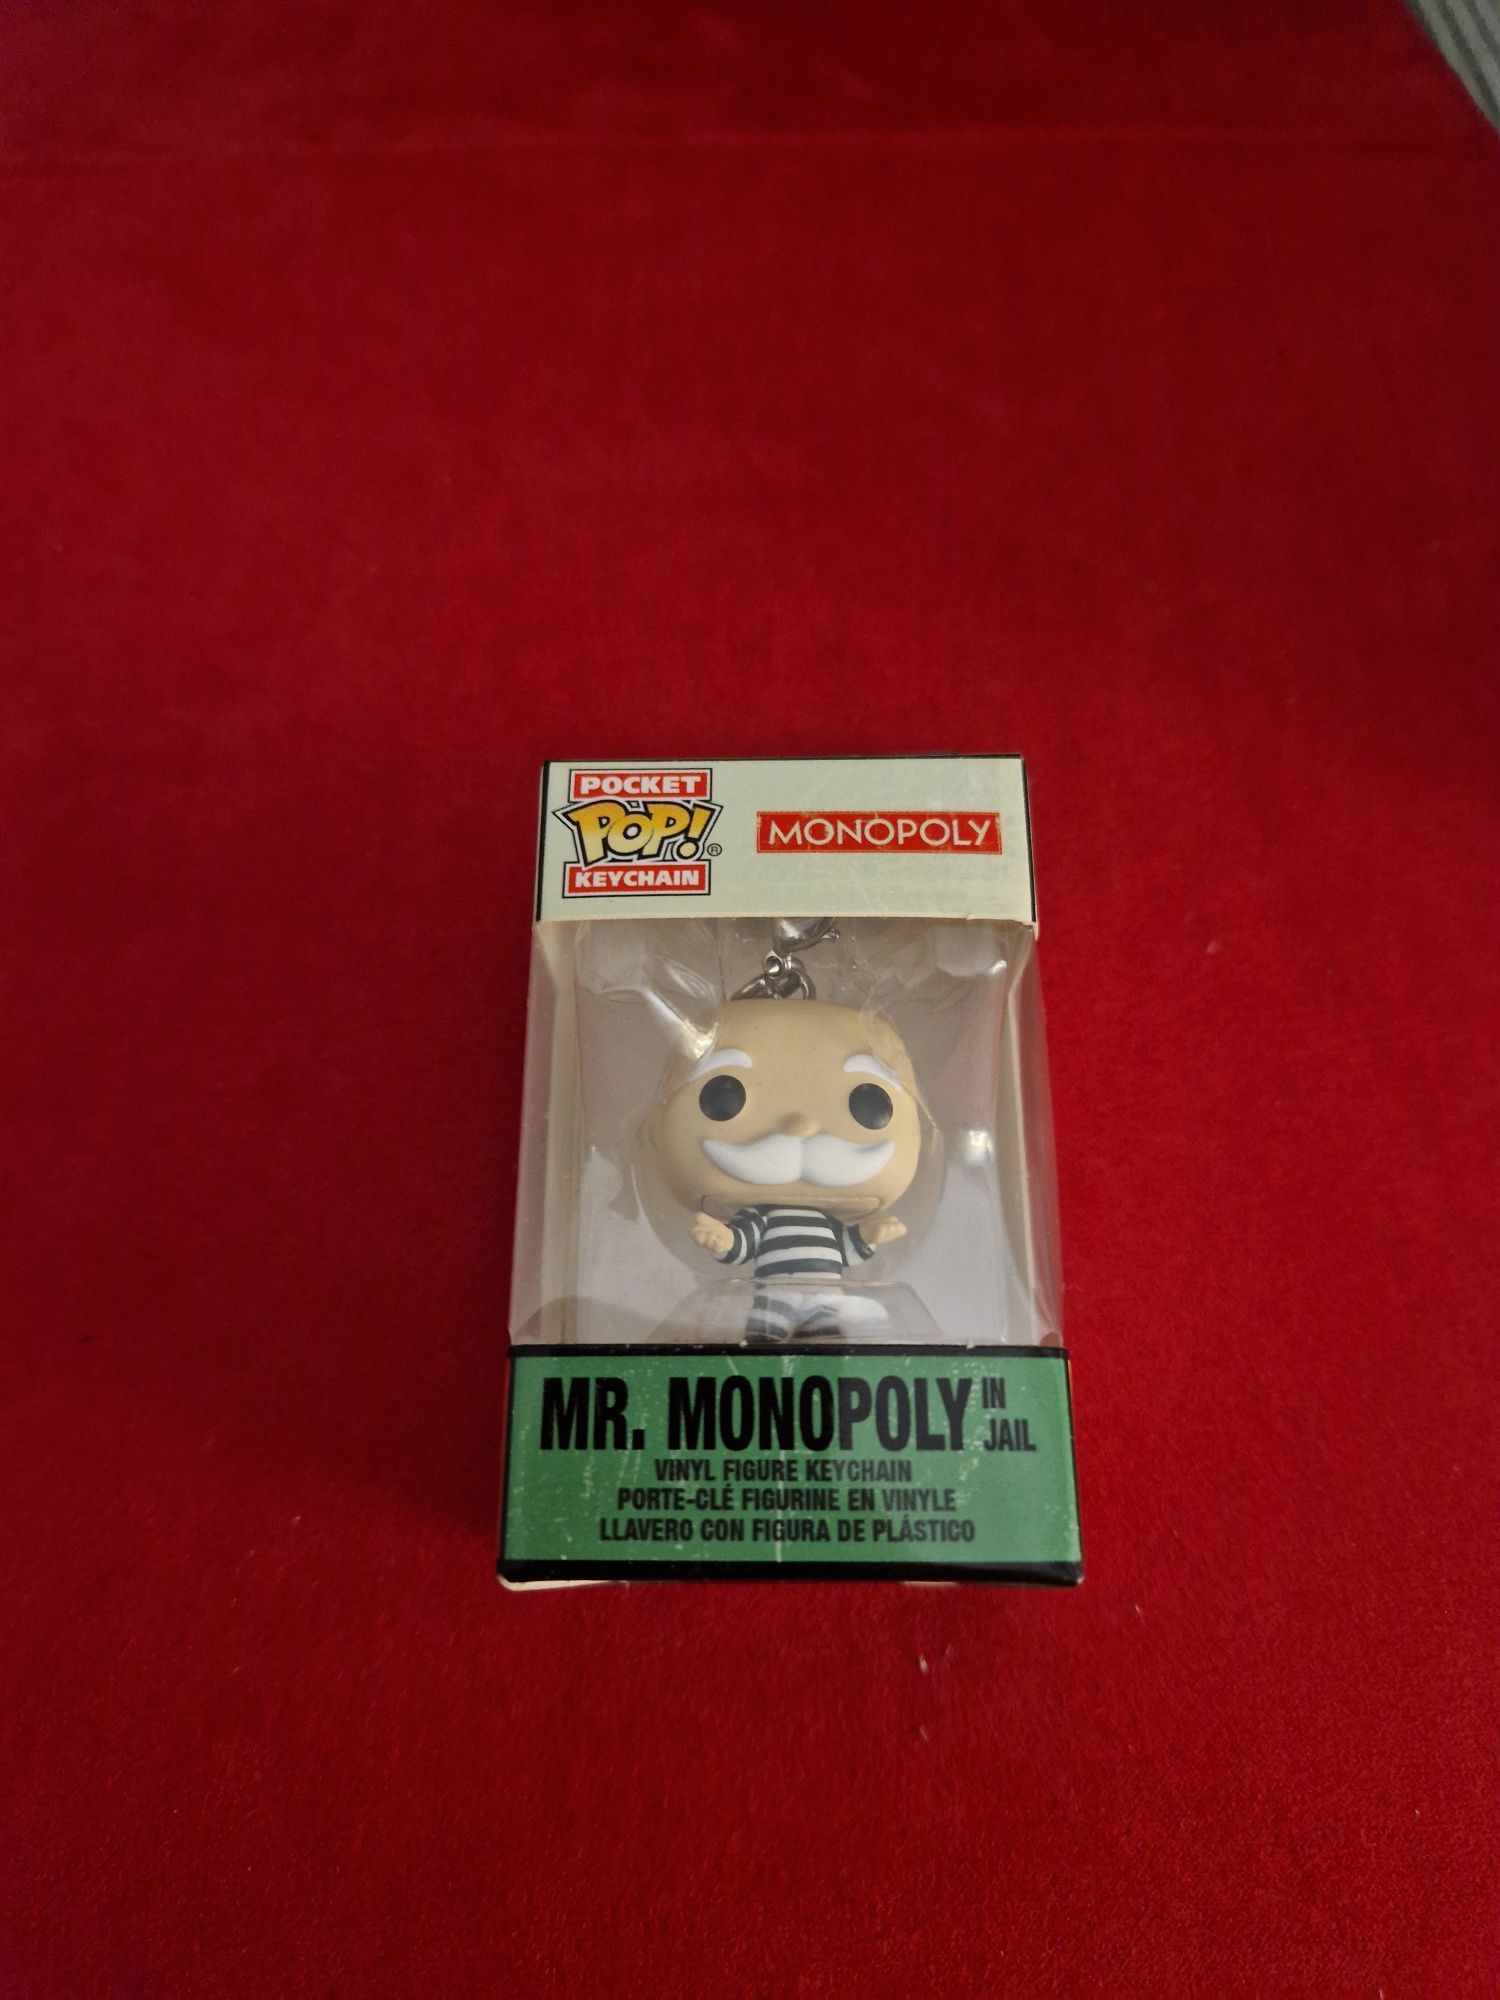 POCKET
POP!®
KEYCHAIN
MONOPOLY
MR. MONOPOLY IN JAIL
VINYL FIGURE KEYCHAIN
PORTE-CLÉ FIGURINE EN VINYLE
LLAVERO CON FIGURA DE PLÁSTICO